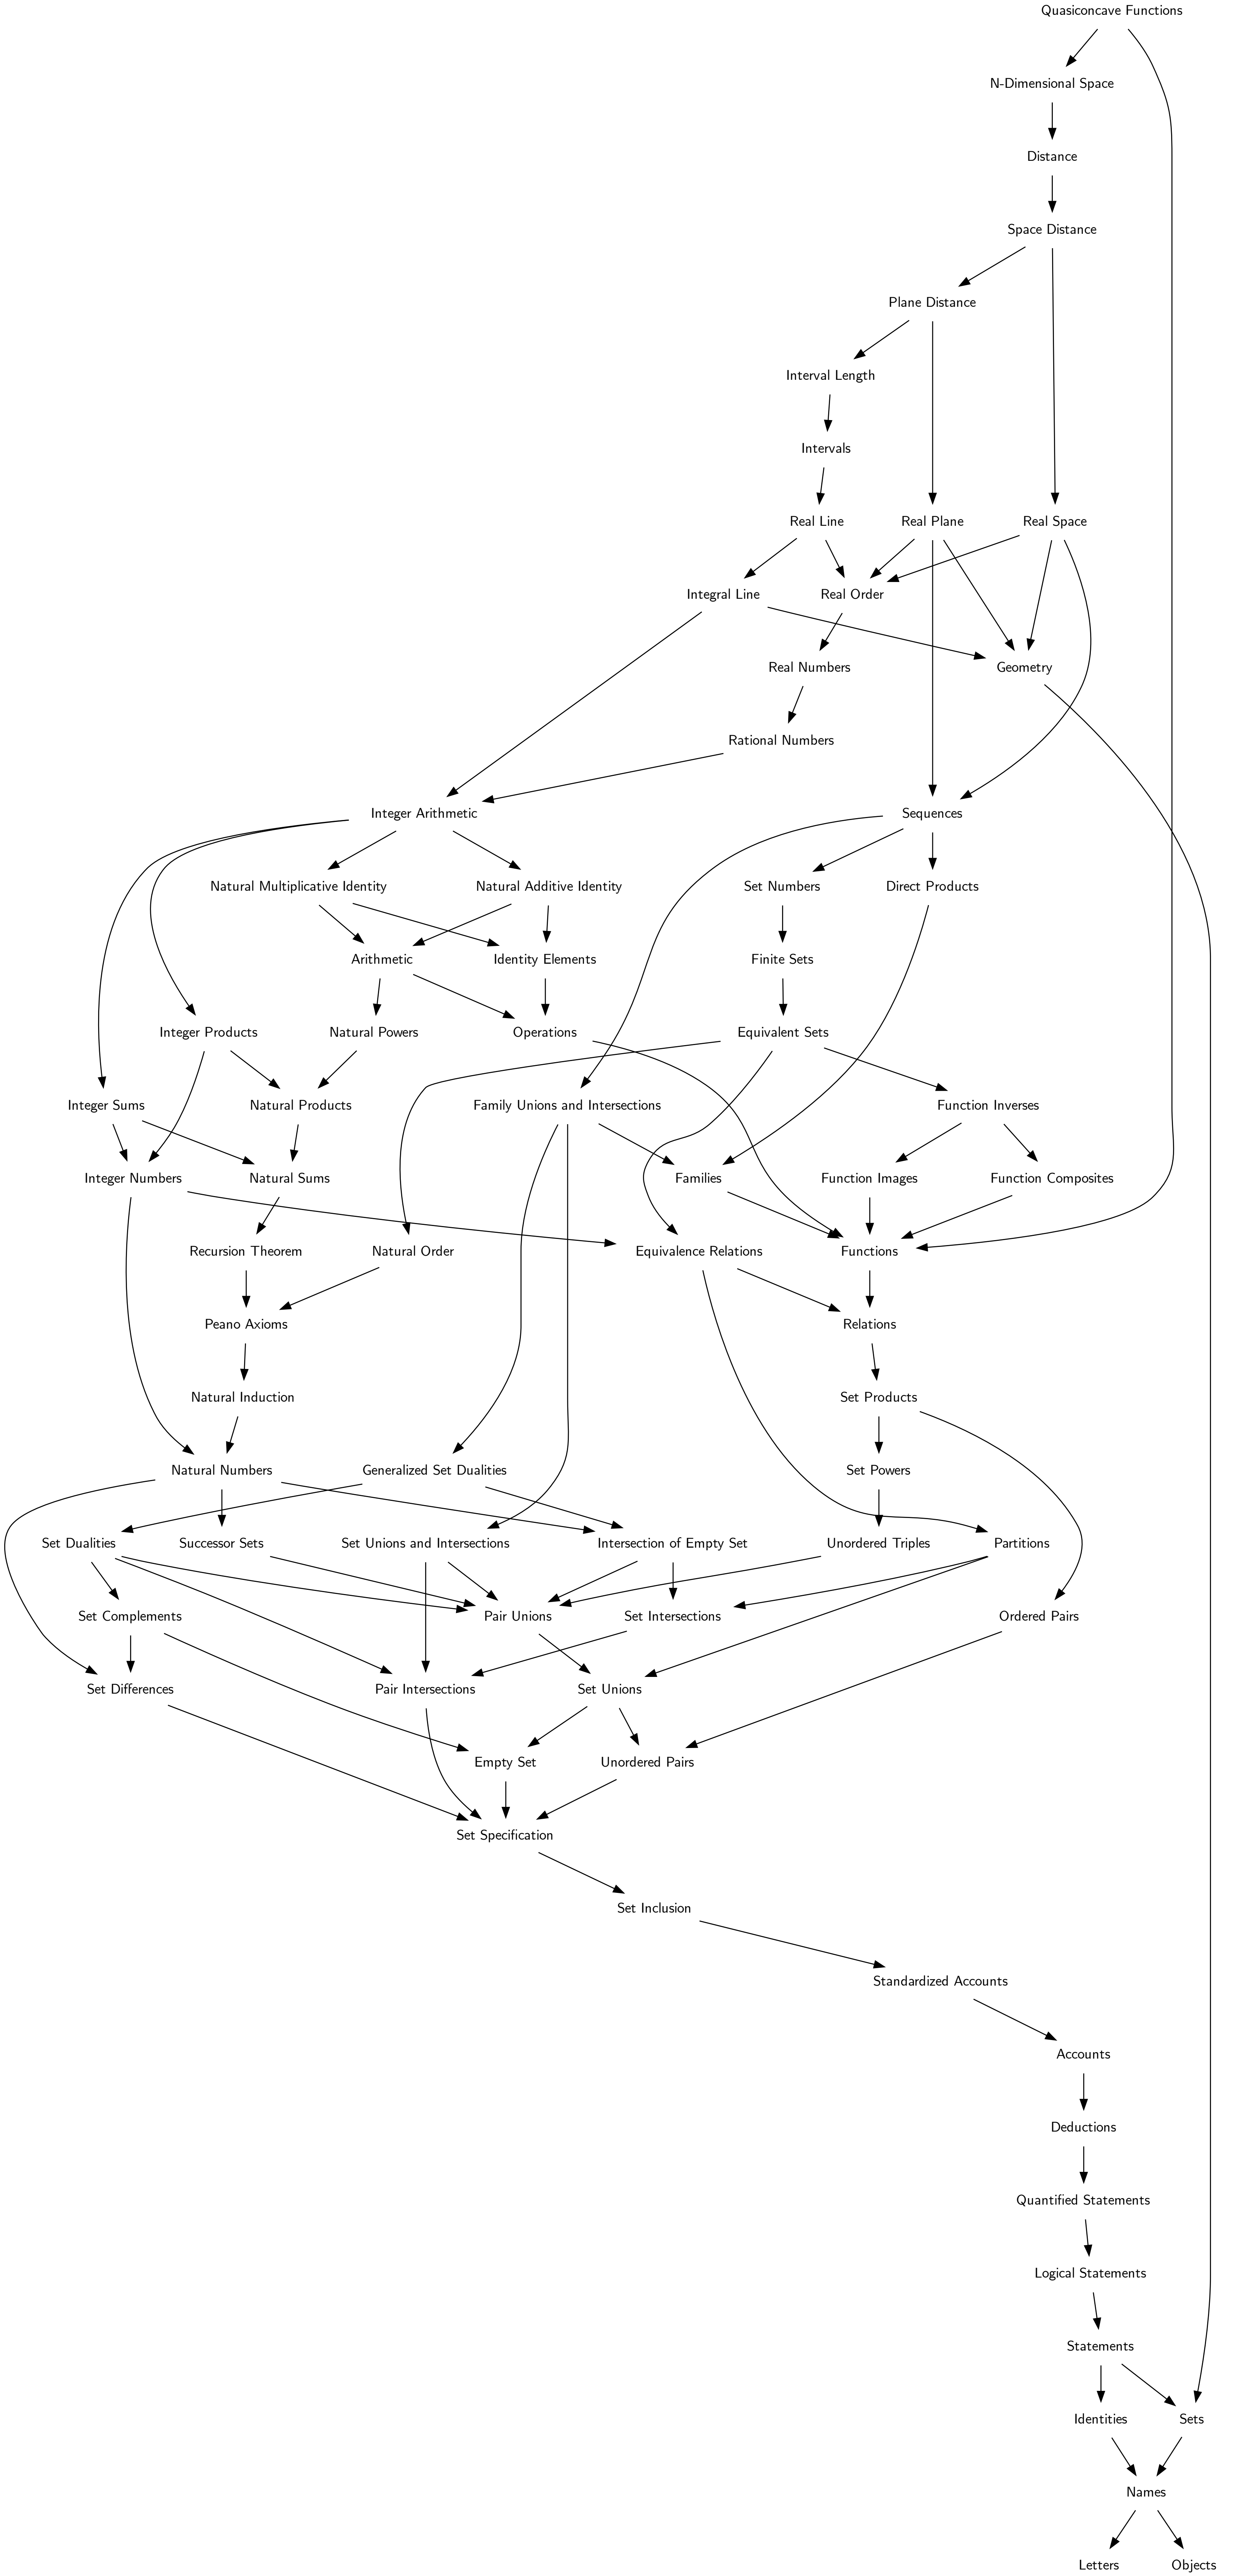 Quasiconcave Functions
N-Dimensional Space
Distance
Space Distance
Plane Distance
Interval Length
Intervals
Real Line
Real Plane
Real Space
Integral Line
Real Order
Real Numbers
Geometry
Rational Numbers
Integer Arithmetic
Sequences
Natural Multiplicative Identity
Natural Additive Identity
Set Numbers
Direct Products
Arithmetic
Identity Elements
Finite Sets
Integer Products
Natural Powers
Operations
Equivalent Sets
Integer Sums
Natural Products
Family Unions and Intersections
Function Inverses
Integer Numbers
Natural Sums
Families
Function Images
Function Composites
Recursion Theorem
Natural Order
Equivalence Relations
Functions
Peano Axioms
Relations
Natural Induction
Set Products
Natural Numbers
Generalized Set Dualities
Set Powers
Set Dualities
Successor Sets
Set Unions and Intersections
Intersection of Empty Set
Unordered Triples
Partitions
Set Complements
Pair Unions
Set Intersections
Ordered Pairs
Set Differences
Pair Intersections
Set Unions
Empty Set
Unordered Pairs
Set Specification
Set Inclusion
Standardized Accounts
Accounts
Deductions
Quantified Statements
Logical Statements
Statements
Identities
Sets
Names
Letters
Objects